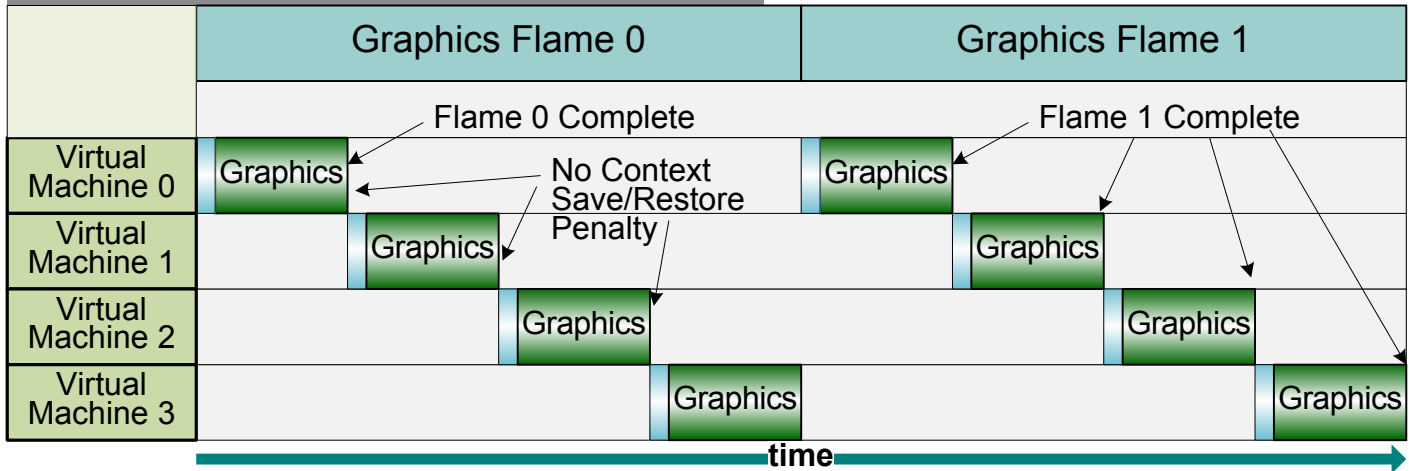 Graphics Flame 0
Graphics Flame 1
Flame 0 Complete
Flame 1 Complete
Virtual
Machine 0
Graphics
No Context
Save/Restore
Penalty
Graphics
Virtual
Machine 1
Graphics
Graphics
Virtual
Machine 2
Graphics
Graphics
Virtual
Machine 3
Graphics
Graphics
time